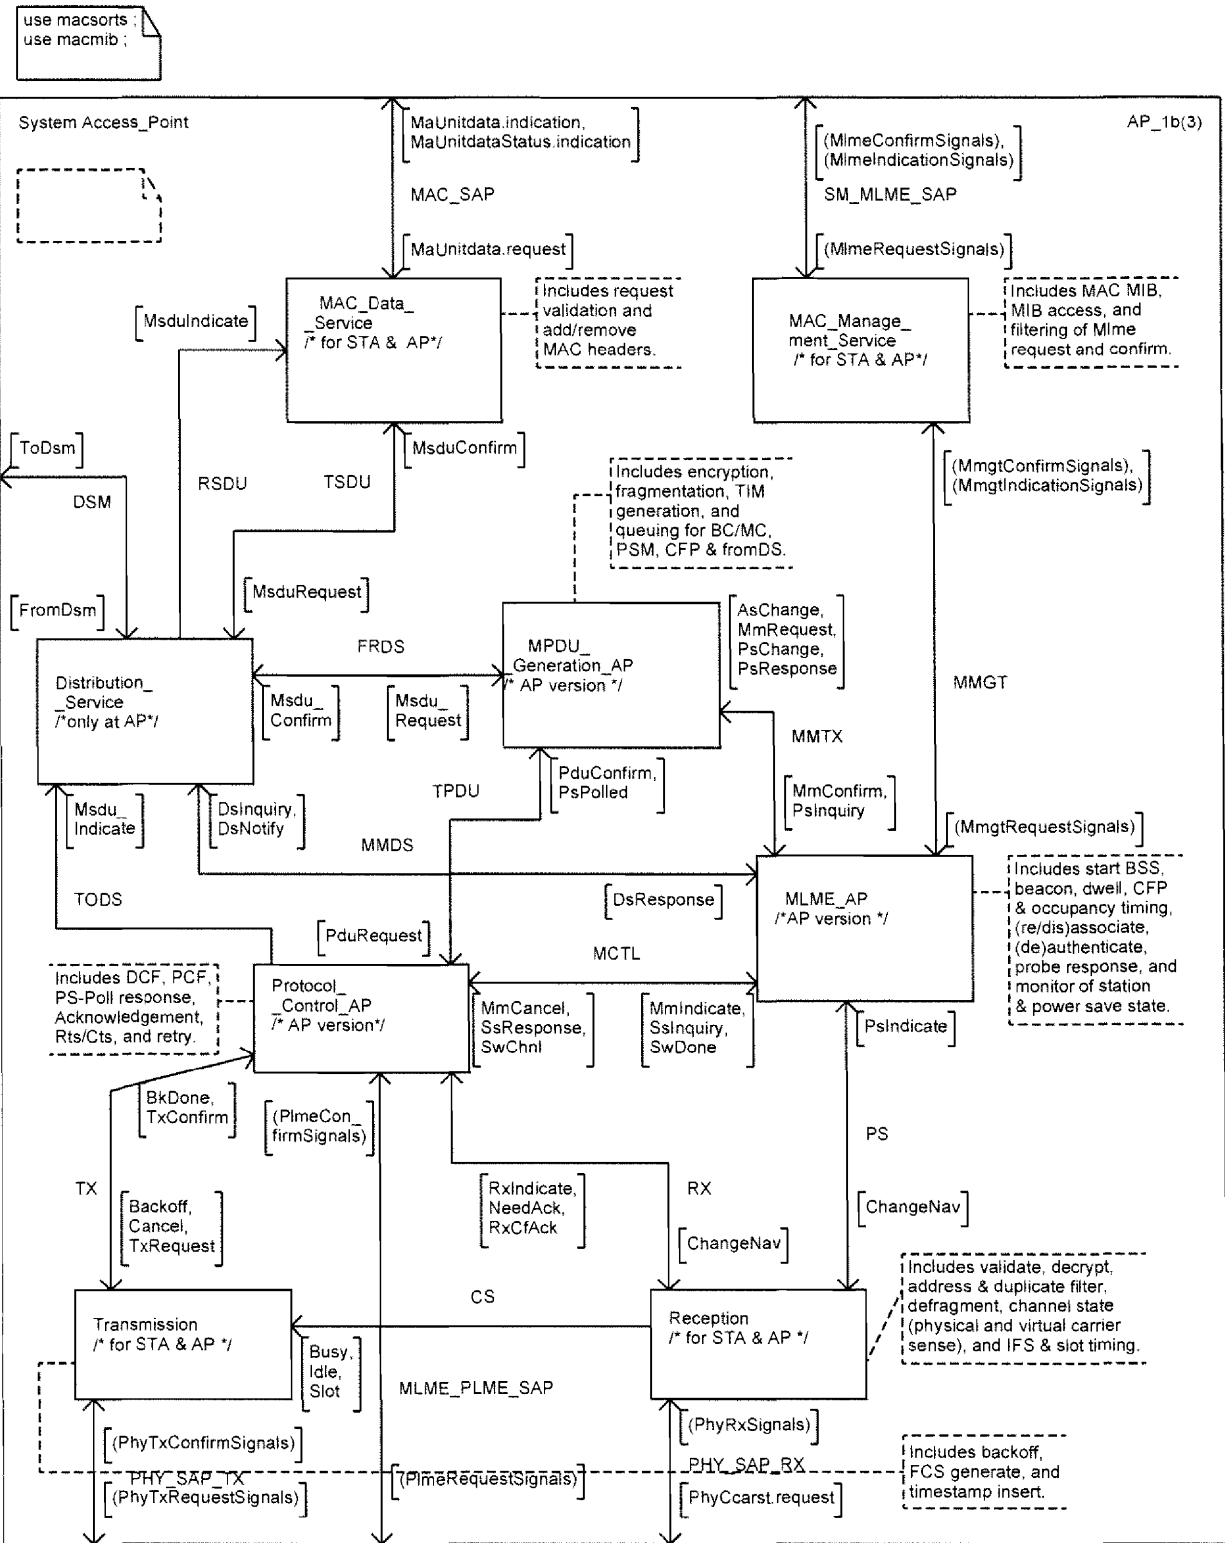 use macsorts ;
use macmib ;
System Access_Point
AP_1b(3)
MaUnitdata.indication,
MaUnitdataStatus.indication
(MlmeConfirmSignals),
(MlmeIndicationSignals)
MAC_SAP
SM_MLME_SAP
MaUnitdata.request
(MlmeRequestSignals)
MsduIndicate
MAC_Data_
_Service
/* for STA & AP*/
Includes request
validation and
add/remove
MAC headers.
MAC_Manage_
ment_Service
/* for STA & AP*/
Includes MAC MIB,
MIB access, and
filtering of Mlme
request and confirm.
ToDsm
DSM
RSDU
TSDU
MsduConfirm
Includes encryption,
fragmentation, TIM
generation, and
queuing for BC/MC,
PSM, CFP & fromDS.
(MmgtConfirmSignals),
(MmgtIndicationSignals)
FromDsm
MsduRequest
FRDS
Distribution_
_Service
/*only at AP*/
Msdu_
Confirm
Msdu_
Request
MPDU_
_Generation_AP
/* AP version */
AsChange,
MmRequest,
PsChange,
PsResponse
MMGT
MMTX
Msdu_
Indicate
DsInquiry,
DsNotify
TPDU
PduConfirm,
PsPolled
MmConfirm,
PsInquiry
(MmgtRequestSignals)
MMDS
TODS
DsResponse
MLME_AP
/*AP version */
Includes start BSS,
beacon, dwell, CFP
& occupancy timing,
(re/dis)associate,
(de)authenticate,
probe response, and
monitor of station
& power save state.
PduRequest
MCTL
Includes DCF, PCF,
PS-Poll response,
Acknowledgement,
Rts/Cts, and retry.
Protocol_
_Control_AP
/* AP version*/
MmCancel,
SsResponse,
SwChnl
MmIndicate,
SsInquiry,
SwDone
PsIndicate
BkDone,
TxConfirm
(PlmeCon_
firmSignals)
PS
TX
Backoff,
Cancel,
TxRequest
RxIndicate,
NeedAck,
RxCfAck
RX
ChangeNav
ChangeNav
CS
Transmission
/* for STA & AP */
Busy,
Idle,
Slot
Reception
/* for STA & AP */
Includes validate, decrypt,
address & duplicate filter,
defragment, channel state
(physical and virtual carrier
sense), and IFS & slot timing.
MLME_PLME_SAP
(PhyTxConfirmSignals)
PHY_SAP_TX
(PhyTxRequestSignals)
(PlmeRequestSignals)
(PhyRxSignals)
PHY_SAP_RX
PhyCcarst.request
Includes backoff,
FCS generate, and
timestamp insert.